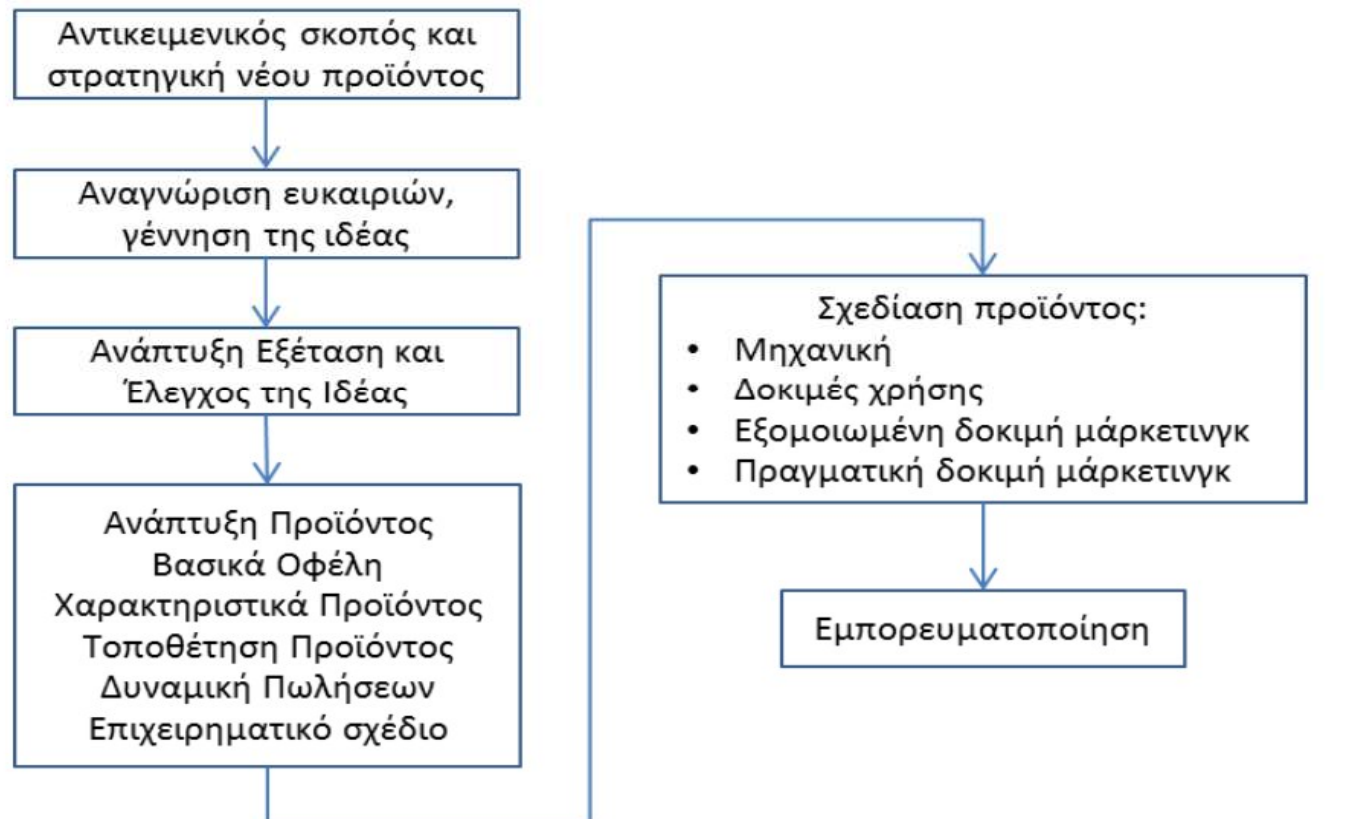 Αντικειμενικός σκοπός και
στρατηγική νέου προϊόντος
Αναγνώριση ευκαιριών,
γέννηση της ιδέας
Ανάπτυξη Εξέταση και
Έλεγχος της Ιδέας
Ανάπτυξη Προϊόντος
Βασικά Οφέλη
Χαρακτηριστικά Προϊόντος
Τοποθέτηση Προϊόντος
Δυναμική Πωλήσεων
Επιχειρηματικό σχέδιο
Σχεδίαση προϊόντος:
• Μηχανική
• Δοκιμές χρήσης
• Εξομοιωμένη δοκιμή μάρκετινγκ
• Πραγματική δοκιμή μάρκετινγκ
Εμπορευματοποίηση